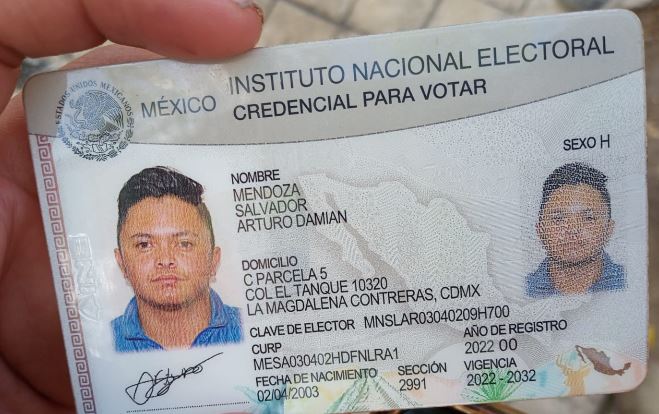 ESTADOS UNIDOS MEXICANOS
MÉXICO
INSTITUTO NACIONAL ELECTORAL
CREDENCIAL PARA VOTAR
SEXO H
NOMBRE
MENDOZA
SALVADOR
ARTURO DAMIAN
DOMICILIO
C PARCELA 5
COL EL TANQUE 10320
LA MAGDALENA CONTRERAS, CDMX
CLAVE DE ELECTOR MNSLAR03040209H700
CURP
MESA030402HDFNLRA1
AÑO DE REGISTRO
2022 00
FECHA DE NACIMIENTO
02/04/2003
SECCIÓN
2991
VIGENCIA
2022 - 2032
INE